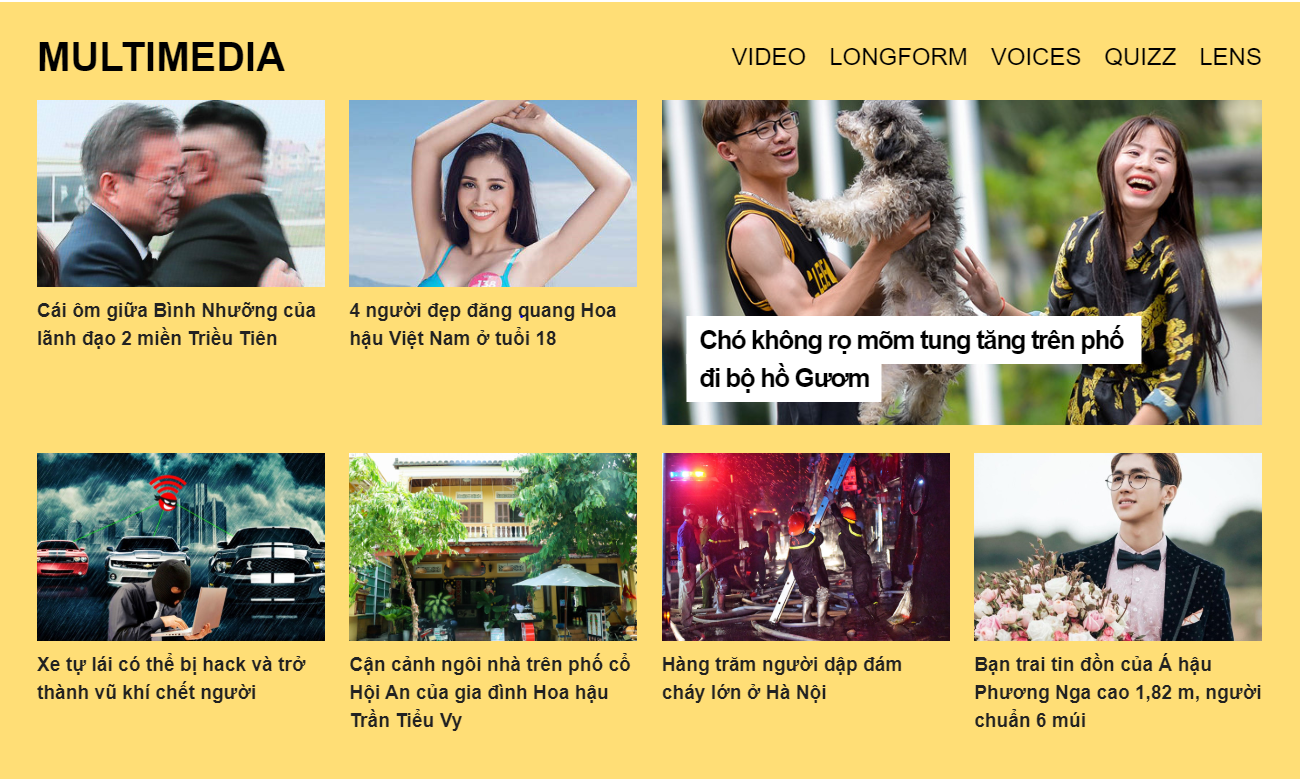 MULTIMEDIA
VIDEO LONGFORM VOICES QUIZZ LENS
Cái ôm giữa Bình Nhưỡng của
lãnh đạo 2 miền Triều Tiên
4 người đẹp đăng quang Hoa
hậu Việt Nam ở tuổi 18
Chó không rọ mõm tung tăng trên phố
đi bộ hồ Gươm
Xe tự lái có thể bị hack và trở
thành vũ khí chết người
Cận cảnh ngôi nhà trên phố cổ
Hội An của gia đình Hoa hậu
Trần Tiểu Vy
Hàng trăm người dập đám
cháy lớn ở Hà Nội
Bạn trai tin đồn của Á hậu
Phương Nga cao 1,82 m, người
chuẩn 6 múi